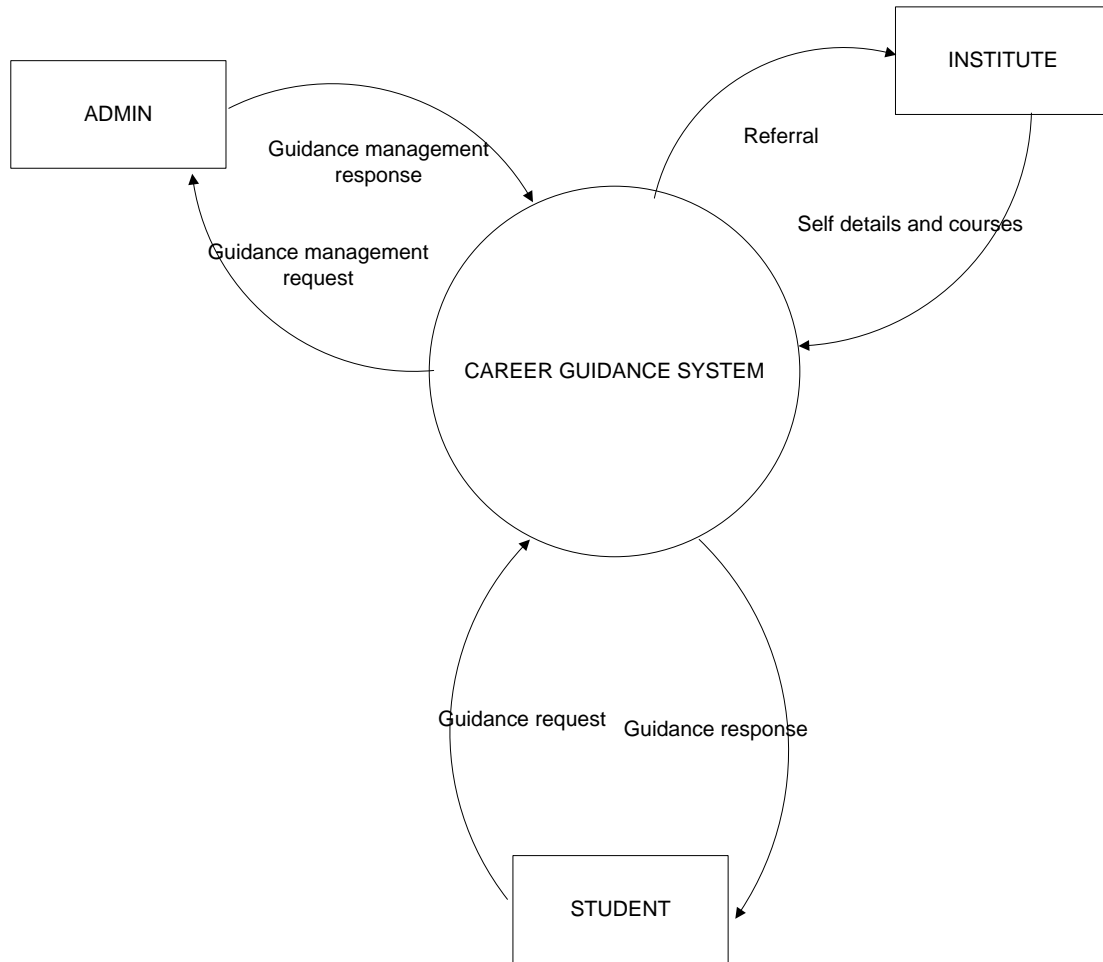 INSTITUTE
ADMIN
Guidance management
response
Referral
Self details and courses
Guidance management
request
CAREER GUIDANCE SYSTEM
Guidance request
Guidance response
STUDENT